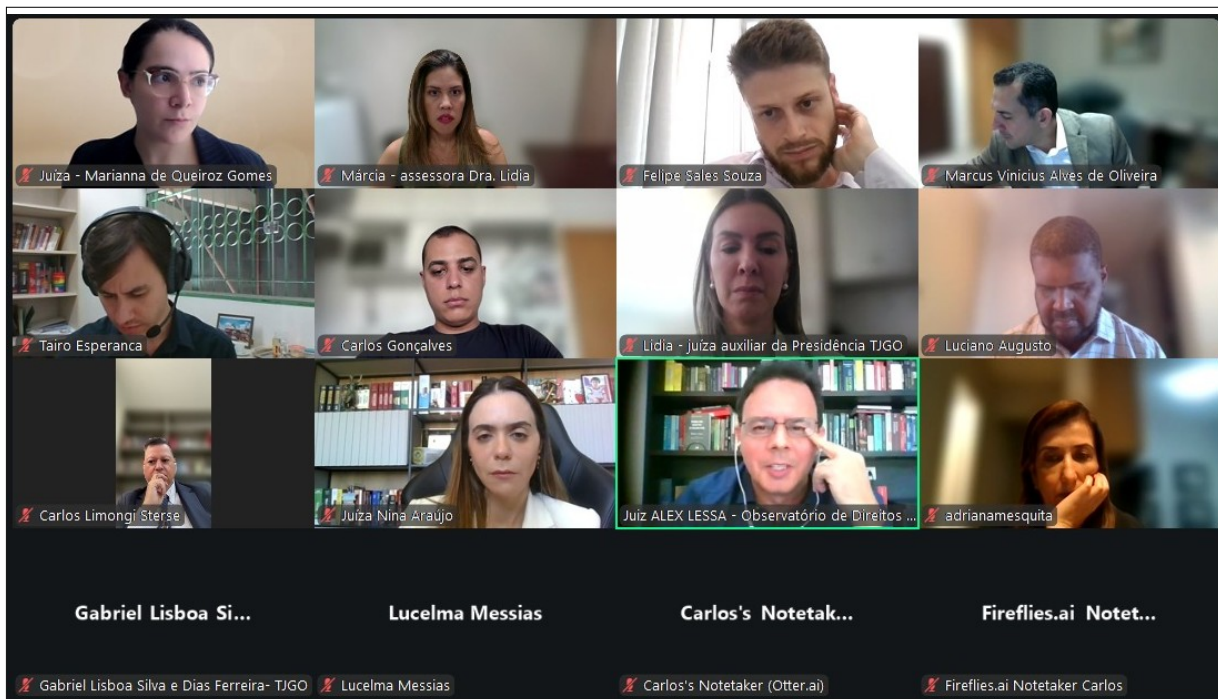 Juíza - Marianna de Queiroz Gomes
Márcia - assessora Dra. Lidia
Felipe Sales Souza
Marcus Vinicius Alves de Oliveira
Tairo Esperanca
Carlos Gonçalves
Lidia - juíza auxiliar da Presidência TJGO
Luciano Augusto
Carlos Limongi Sterse
Juíza Nina Araújo
Juiz ALEX LESSA - Observatório de Direitos ...
adrianamesquita
Gabriel Lisboa Si...
Lucelma Messias
Carlos's Notetak...
Fireflies.ai Notet...
Gabriel Lisboa Silva e Dias Ferreira- TJGO
Lucelma Messias
Carlos's Notetaker (Otter.ai)
Fireflies.ai Notetaker Carlos